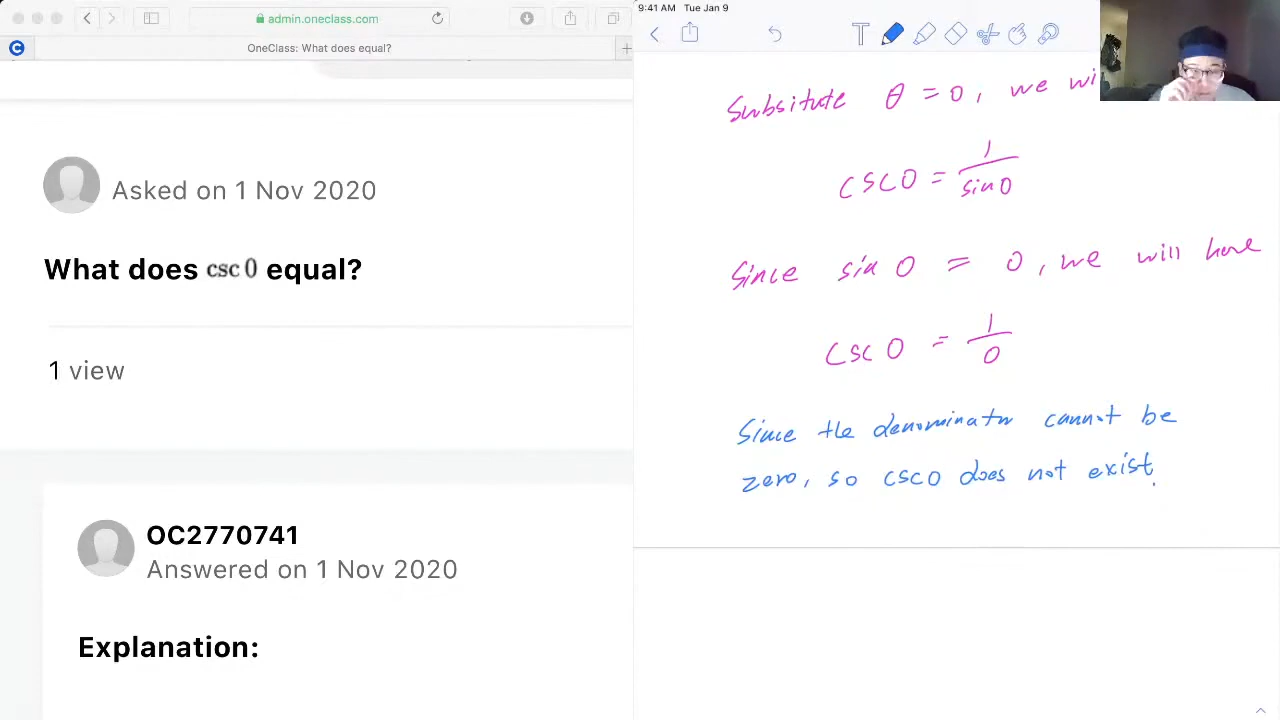 admin.oneclass.com
OneClass: What does equal?
Asked on 1 Nov 2020
What does csc 0 equal?
1 view
OC2770741
Answered on 1 Nov 2020
Explanation:
9:41 AM Tue Jan 9
T
Subsitute θ = 0, we wi
csc 0 = 1/sin 0
Since sin 0 = 0, we will have
csc 0 = 1/0
Since the denominator cannot be
zero, so csc 0 does not exist.